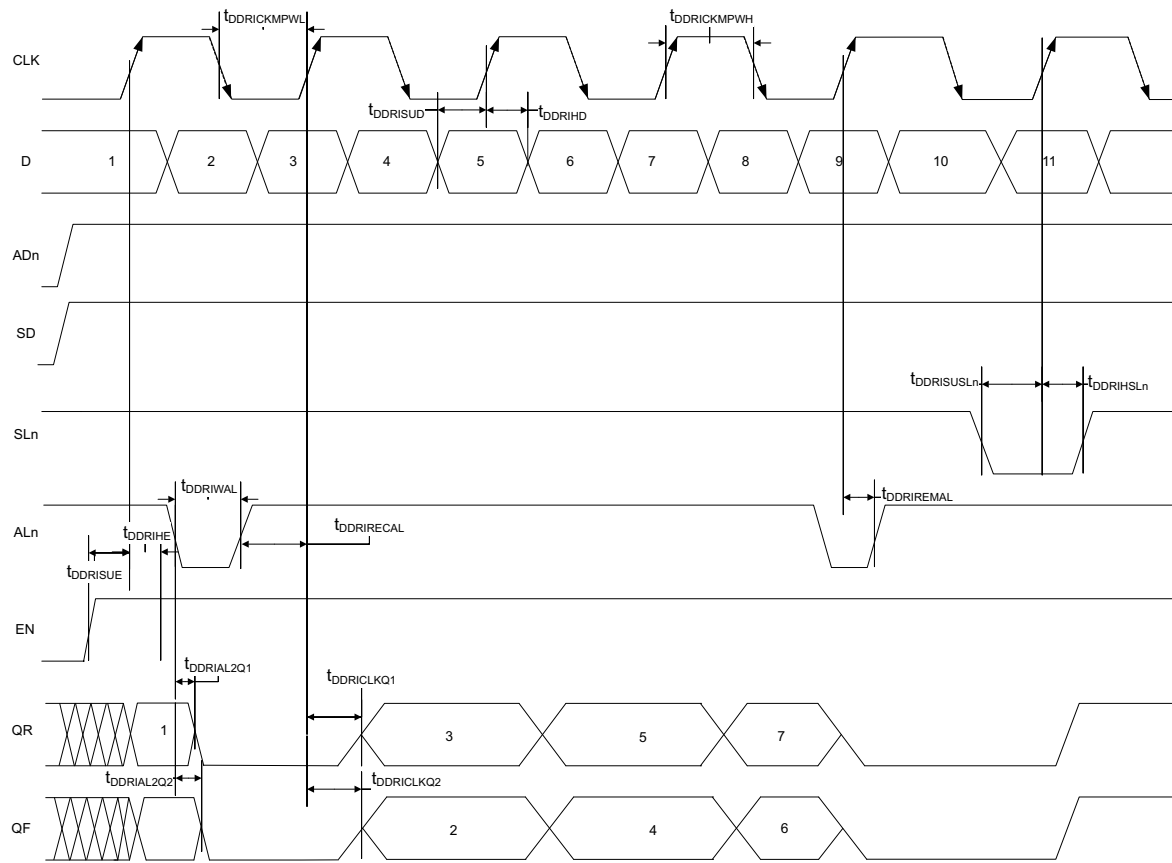 tDDRICKMPWL
tDDRICKMPWH
CLK
tDDRISUD
tDDRIHD
D
1 2 3 4 5 6 7 8 9 10 11
ADn
SD
tDDRISUSLn
tDDRIHSLn
SLn
tDDRIWAL
tDDRIREMAL
ALn
tDDRIHE
tDDRIRECAL
tDDRISUE
EN
tDDRIAL2Q1
tDDRICLKQ1
QR
1 3 5 7
tDDRIAL2Q2
tDDRICLKQ2
QF
2 4 6